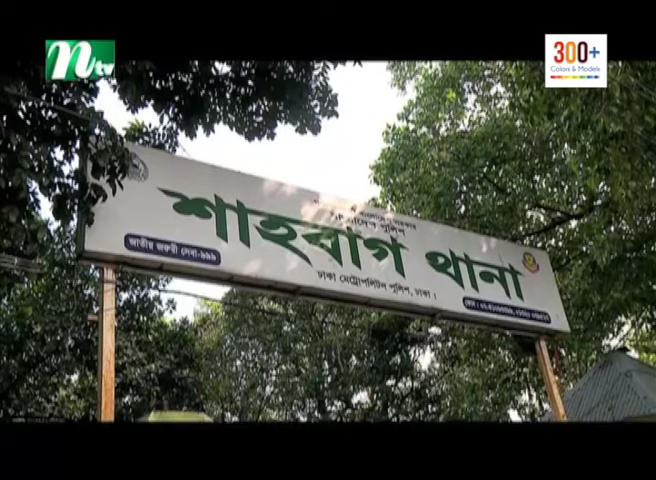 ntv
300+
Colors & Models
বাংলাদেশ পুলিশ
শাহবাগ থানা
জাতীয় জরুরী সেবা-৯৯৯
ঢাকা মেট্রোপলিটন পুলিশ, ঢাকা।